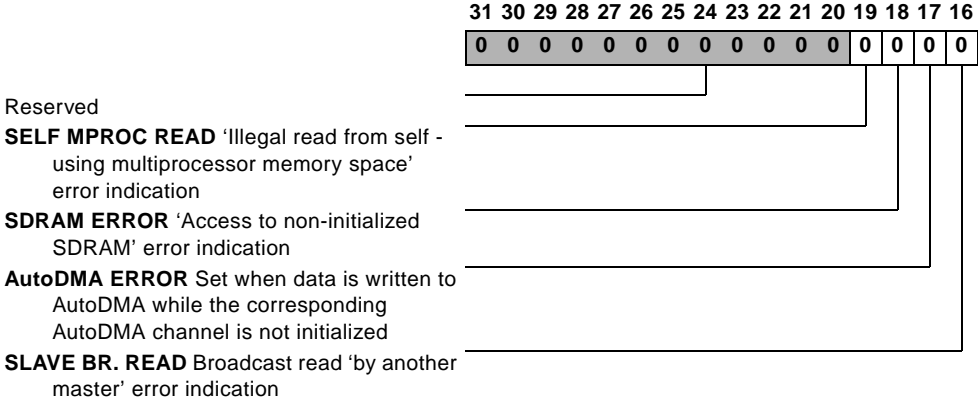 31 30 29 28 27 26 25 24 23 22 21 20 19 18 17 16
0 0 0 0 0 0 0 0 0 0 0 0 0 0 0 0
Reserved
SELF MPROC READ ‘Illegal read from self -
using multiprocessor memory space’
error indication
SDRAM ERROR ‘Access to non-initialized
SDRAM’ error indication
AutoDMA ERROR Set when data is written to
AutoDMA while the corresponding
AutoDMA channel is not initialized
SLAVE BR. READ Broadcast read ‘by another
master’ error indication